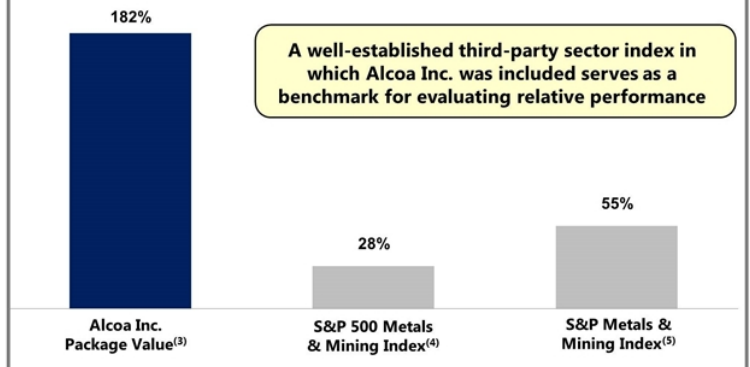 182%
A well-established third-party sector index in
which Alcoa Inc. was included serves as a
benchmark for evaluating relative performance
28%
55%
Alcoa Inc.
Package Value(3)
S&P 500 Metals
& Mining Index(4)
S&P Metals &
Mining Index(5)